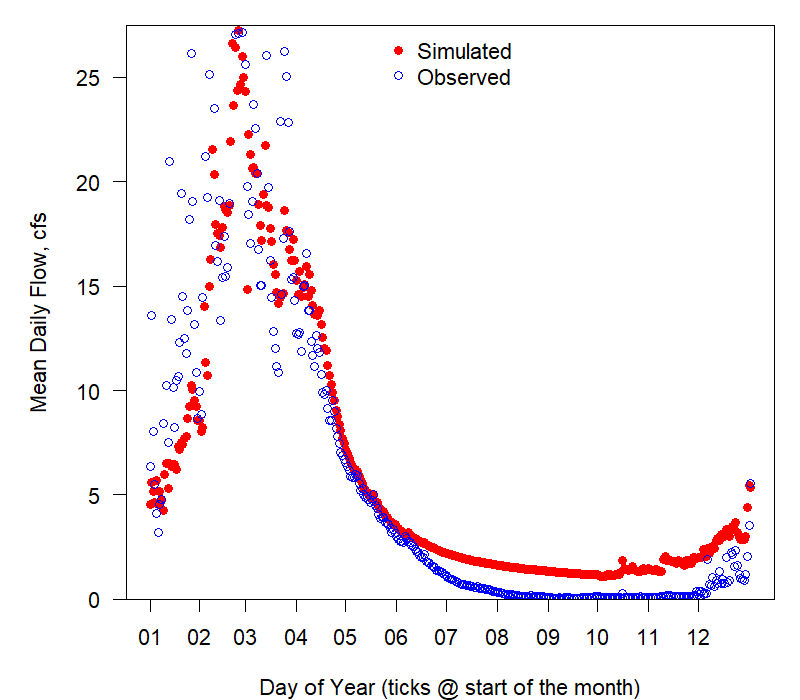 Simulated
Observed
Mean Daily Flow, cfs
25
20
15
10
5
0
01 02 03 04 05 06 07 08 09 10 11 12
Day of Year (ticks @ start of the month)